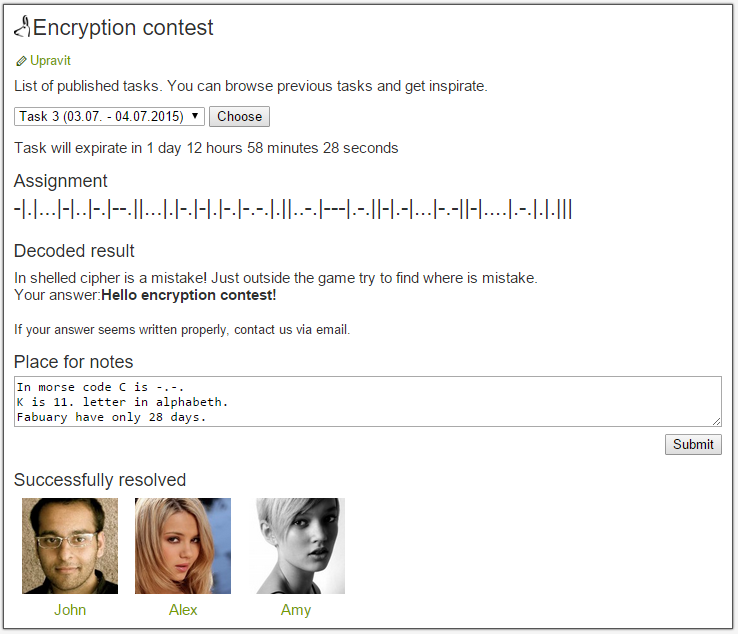 Encryption contest
Upravit
List of published tasks. You can browse previous tasks and get inspirate.
Task 3 (03.07. - 04.07.2015) Choose
Task will expirate in 1 day 12 hours 58 minutes 28 seconds
Assignment
-|.|...|-|..|-.|--.||...|.|-.|-|.|-.|-.-.|.||..-.|---|.-.||-|.-|...|-.-||-|....|.-.|.|.|||
Decoded result
In shelled cipher is a mistake! Just outside the game try to find where is mistake.
Your answer:Hello encryption contest!
If your answer seems written properly, contact us via email.
Place for notes
In morse code C is -.-.
K is 11. letter in alphabeth.
Fabuary have only 28 days.
Submit
Successfully resolved
John Alex Amy